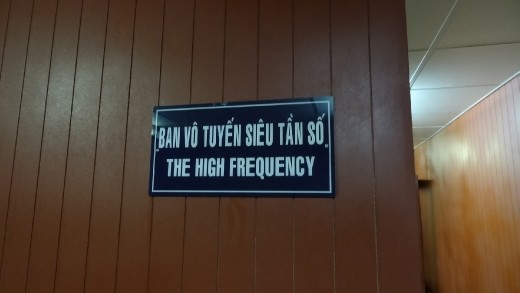 BAN VÔ TUYẾN SIÊU TẦN SỐ
THE HIGH FREQUENCY